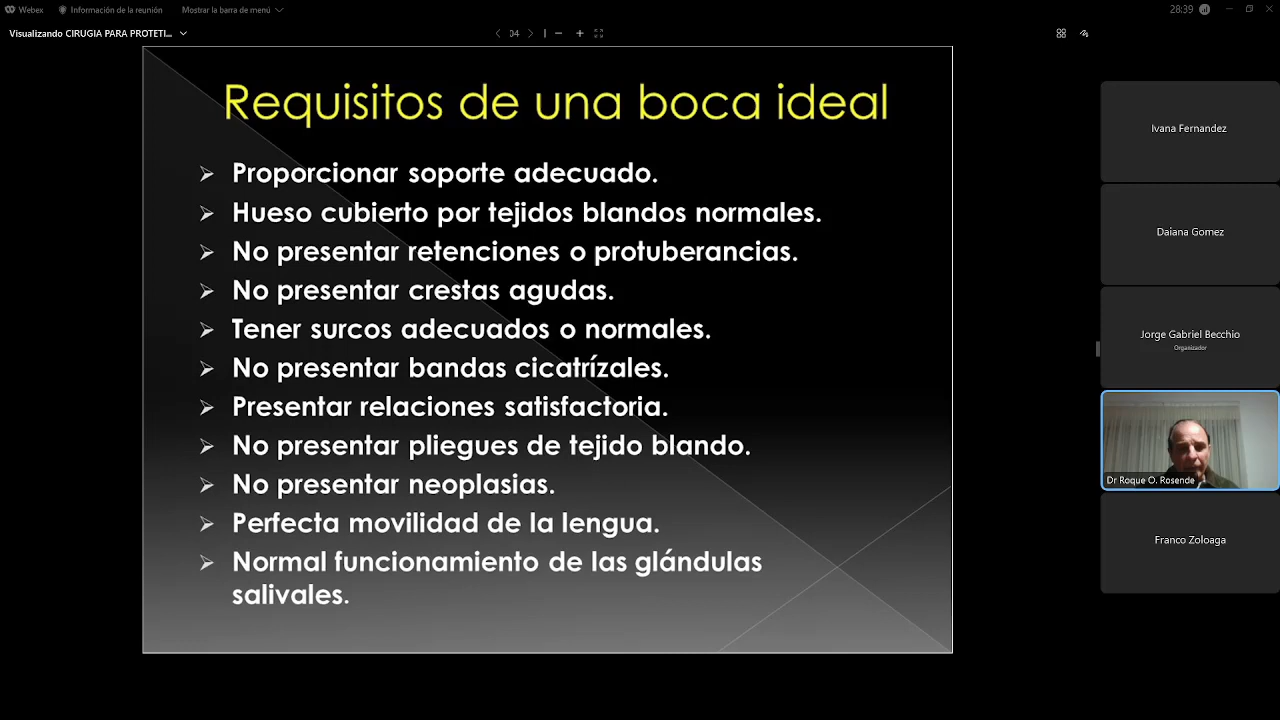 Webex
Información de la reunión
Mostrar la barra de menú
28:39
Visualizando CIRUGIA PARA PROTETI...
Requisitos de una boca ideal
Proporcionar soporte adecuado.
Hueso cubierto por tejidos blandos normales.
No presentar retenciones o protuberancias.
No presentar crestas agudas.
Tener surcos adecuados o normales.
No presentar bandas cicatrízales.
Presentar relaciones satisfactoria.
No presentar pliegues de tejido blando.
No presentar neoplasias.
Perfecta movilidad de la lengua.
Normal funcionamiento de las glándulas
salivales.
Ivana Fernandez
Daiana Gomez
Jorge Gabriel Becchio
Organizador
Dr Roque O. Rosende
Franco Zoloaga